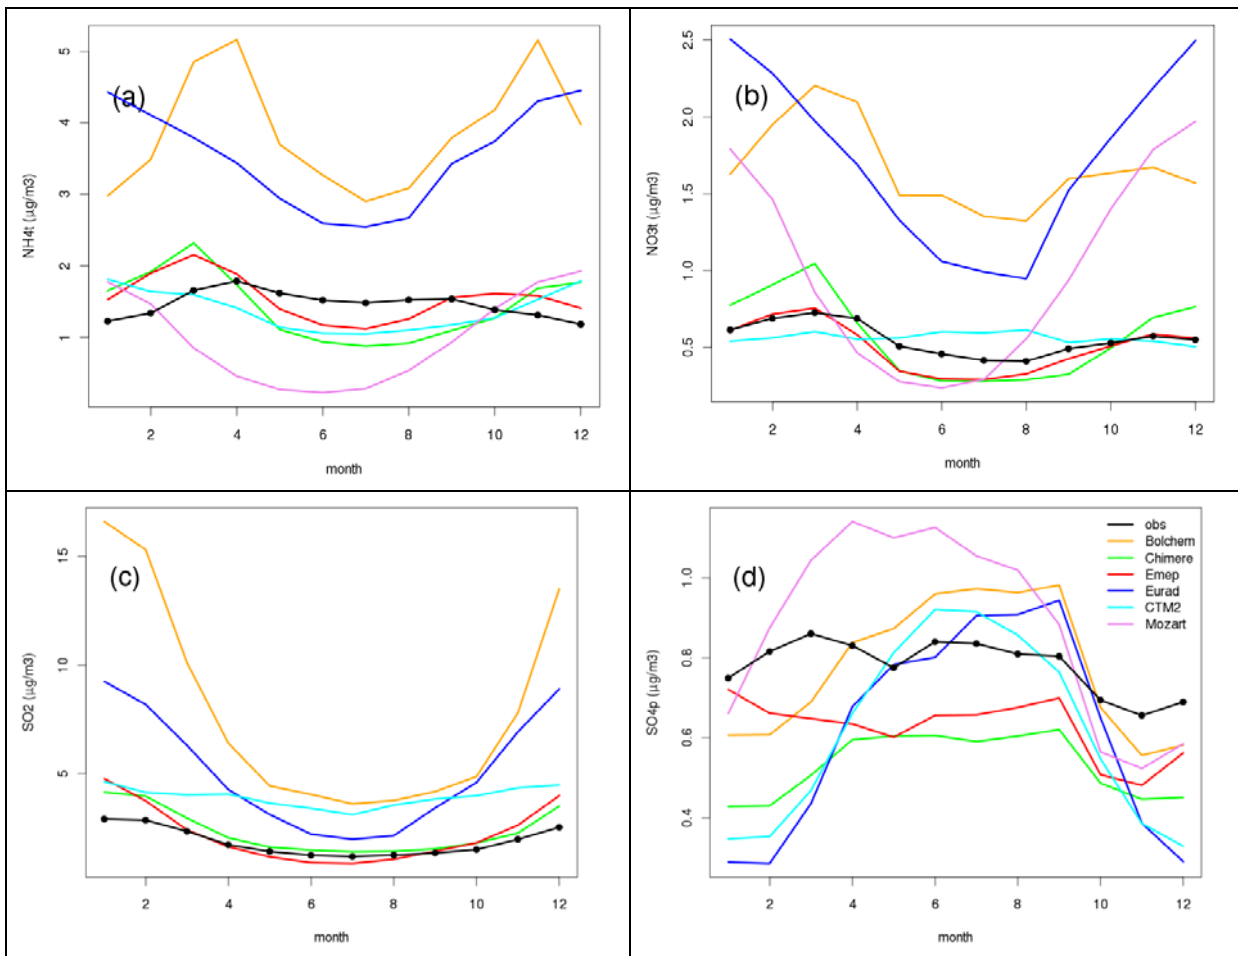 (a)
NH4t (µg/m3)
5
4
3
2
1
2 4 6 8 10 12
month
(b)
NO3t (µg/m3)
2.5
2.0
1.5
1.0
0.5
2 4 6 8 10 12
month
(c)
SO2 (µg/m3)
15
10
5
2 4 6 8 10 12
month
(d)
SO4p (µg/m3)
1.0
0.8
0.6
0.4
2 4 6 8 10 12
month
obs
Bolchem
Chimere
Emep
Eurad
CTM2
Mozart